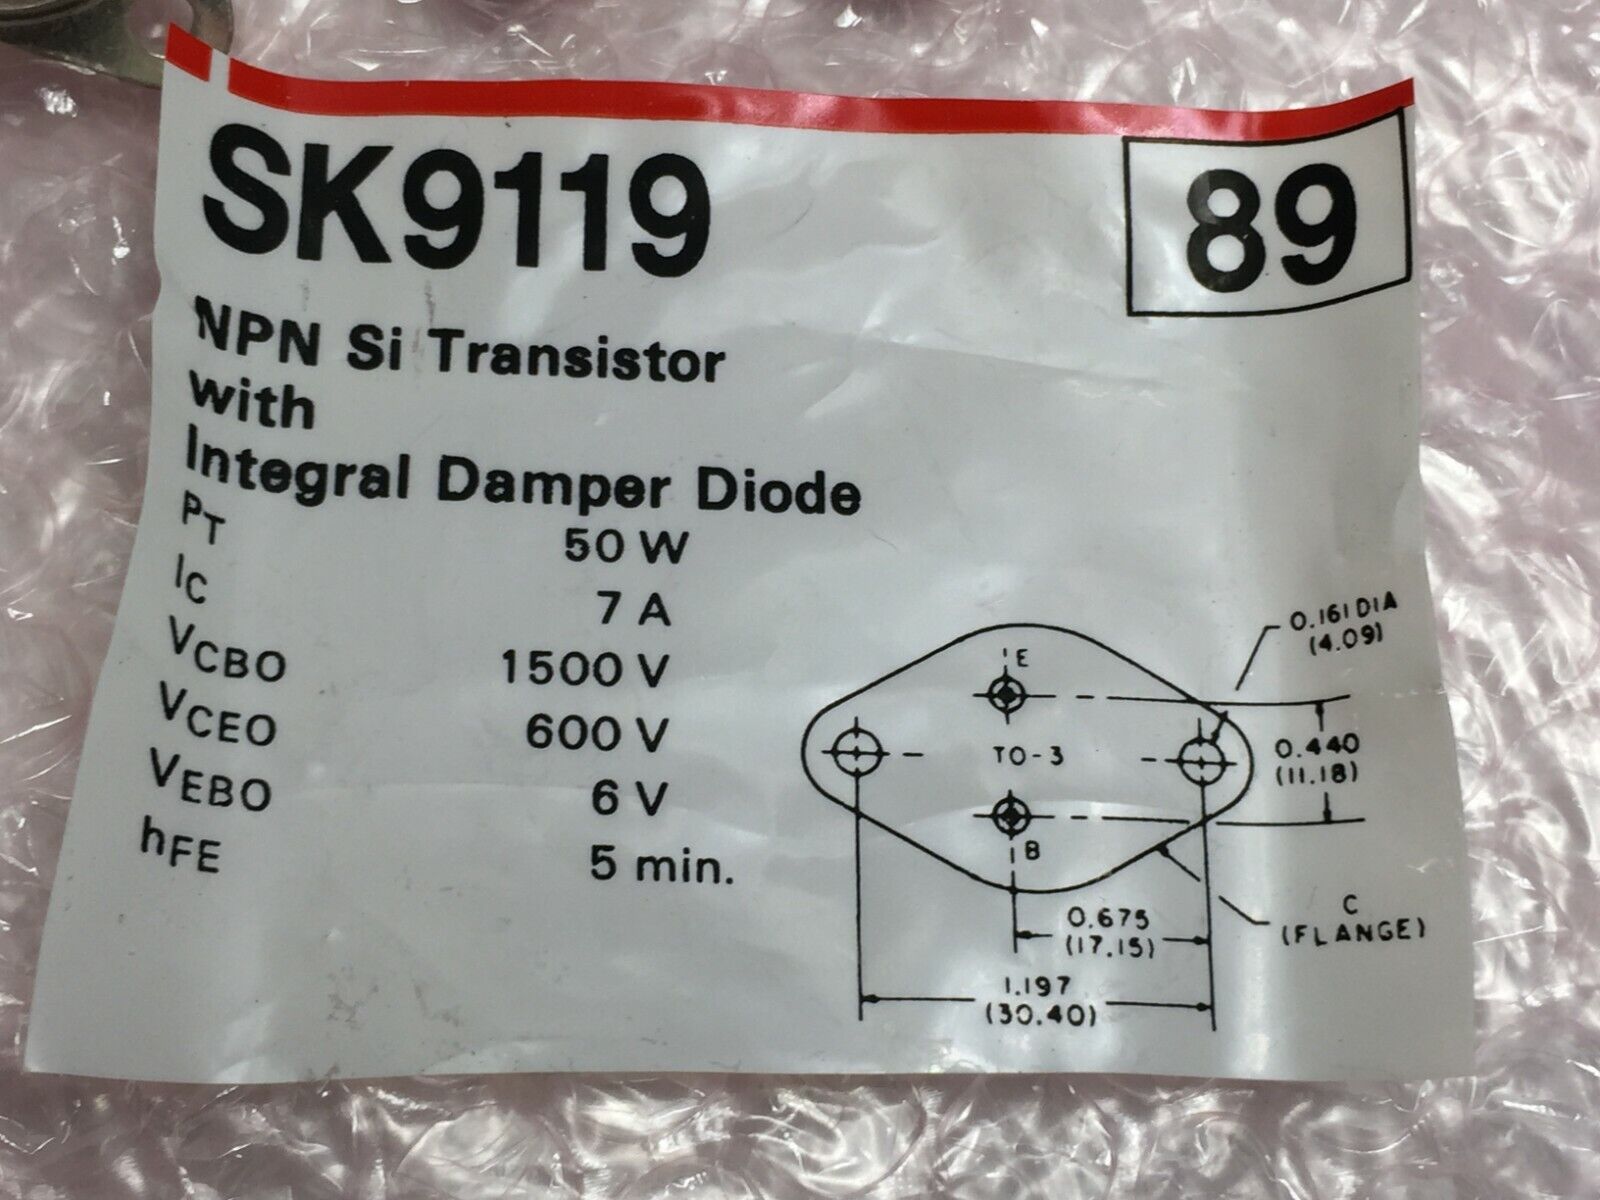 SK9119
89
NPN Si Transistor
with
Integral Damper Diode
PT 50 W
IC 7 A
VCBO 1500 V
VCEO 600 V
VEBO 6 V
hFE 5 min.
0.161 DIA
(4.09)
E
TO-3
0.440
(11.18)
B
C
(FLANGE)
0.675
(17.15)
1.197
(30.40)